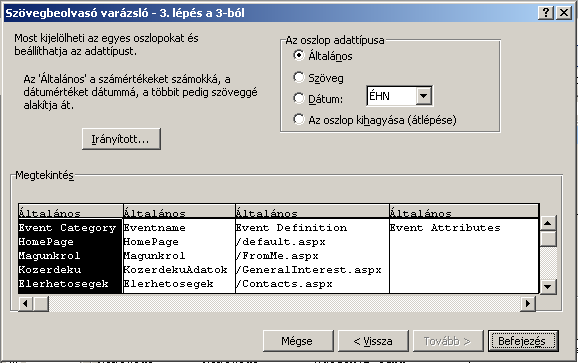 Szövegbeolvasó varázsló - 3. lépés a 3-ból
Most kijelölheti az egyes oszlopokat és
beállíthatja az adattípust.
Az 'Általános' a számértékeket számokká, a
dátumértéket dátummá, a többit pedig szöveggé
alakítja át.
Irányított...
Az oszlop adattípusa
Általános
Szöveg
Dátum: ÉHN
Az oszlop kihagyása (átlépése)
Megtekintés
Általános Általános Általános Általános
Event Category Eventname Event Definition Event Attributes
HomePage HomePage /default.aspx
Magunkrol Magunkrol /FromMe.aspx
Kozerdeku KozerdekuAdatok /GeneralInterest.aspx
Elerhetosegek Elerhetosegek /Contacts.aspx
Mégse < Vissza Tovább > Befejezés